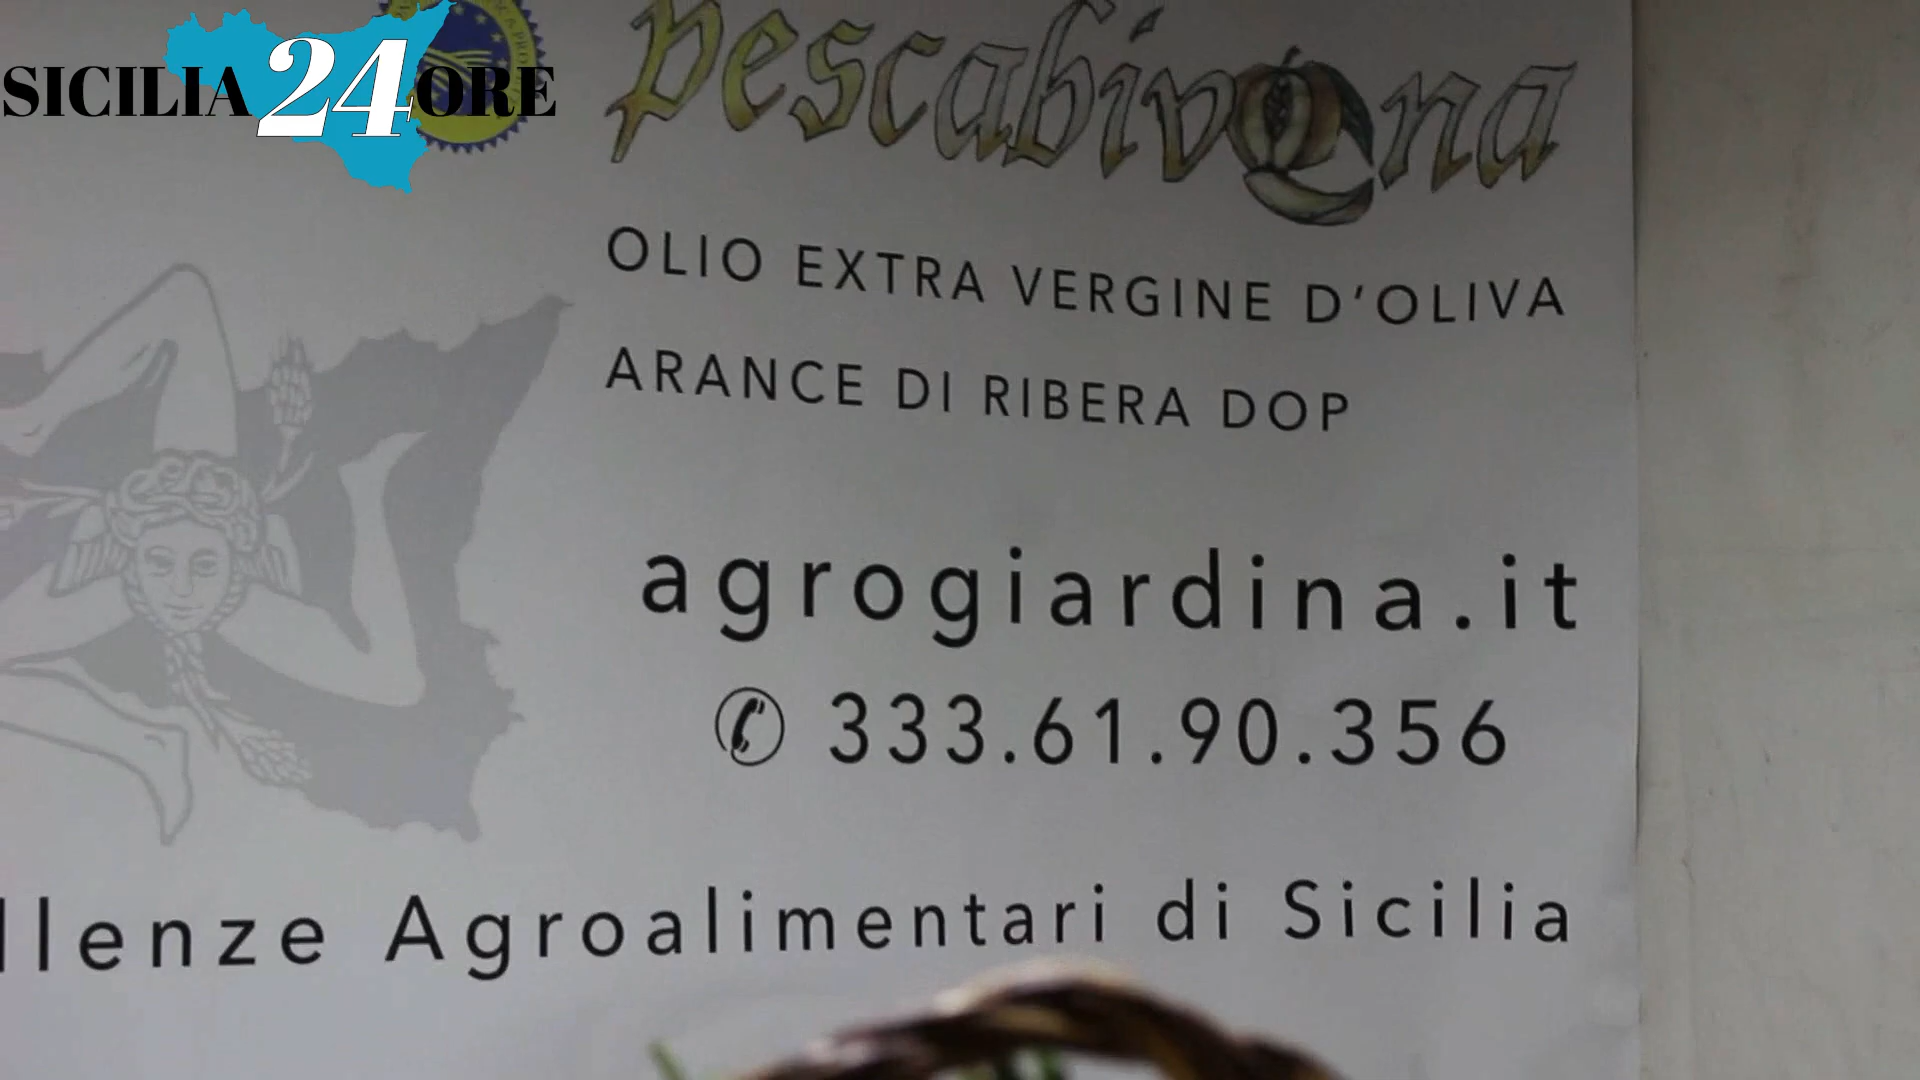 SICILIA 24 ORE
pescabivona
OLIO EXTRA VERGINE D'OLIVA
ARANCE DI RIBERA DOP
agrogiardina.it
✆ 333.61.90.356
llenze Agroalimentari di Sicilia